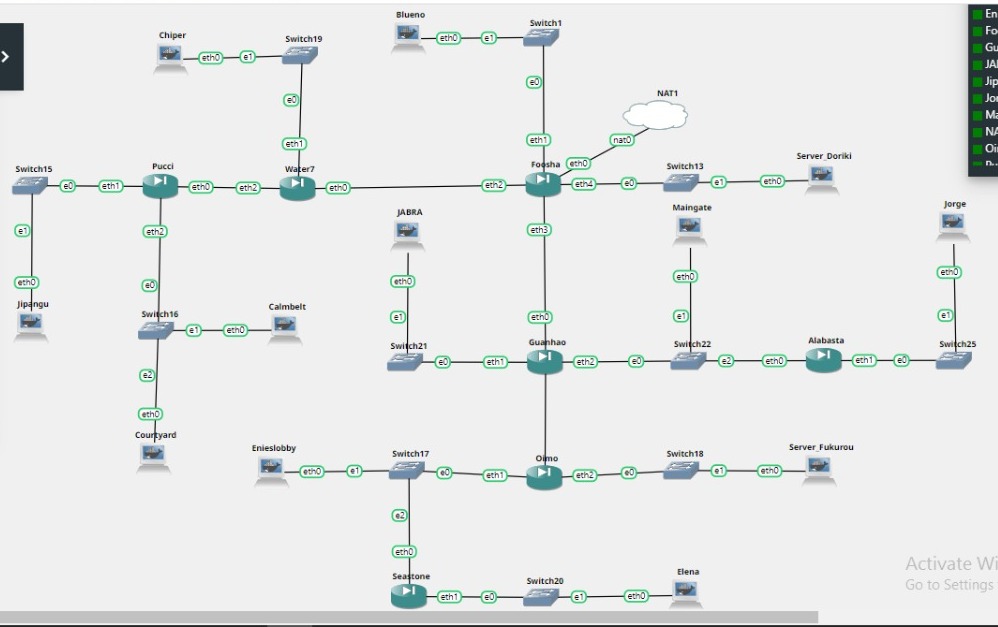 Blueno
Switch1
eth0
e1
Chiper
Switch19
eth0
e1
e0
e0
NAT1
eth1
eth1
nat0
Switch15
Pucci
Water7
Foosha
eth0
Switch13
Server_Doriki
e0
eth1
eth0
eth2
eth0
eth2
eth4
e0
e1
eth0
JABRA
Maingate
Jorge
e1
eth2
eth3
eth0
eth0
eth0
eth0
e0
Jipangu
Switch16
Calmbelt
e1
eth0
e1
e1
e1
eth0
Switch21
Guanhao
Switch22
Alabasta
Switch25
e0
eth1
eth2
e0
e2
eth0
eth1
e0
e2
eth0
Courtyard
Enieslobby
Switch17
Oimo
Switch18
Server_Fukurou
eth0
e1
e0
eth1
eth2
e0
e1
eth0
e2
eth0
Seastone
Switch20
Elena
eth1
e0
e1
eth0
En
Foo
Gu
JA
Jip
Jor
Ma
NA
Oi
Activate Wi
Go to Settings